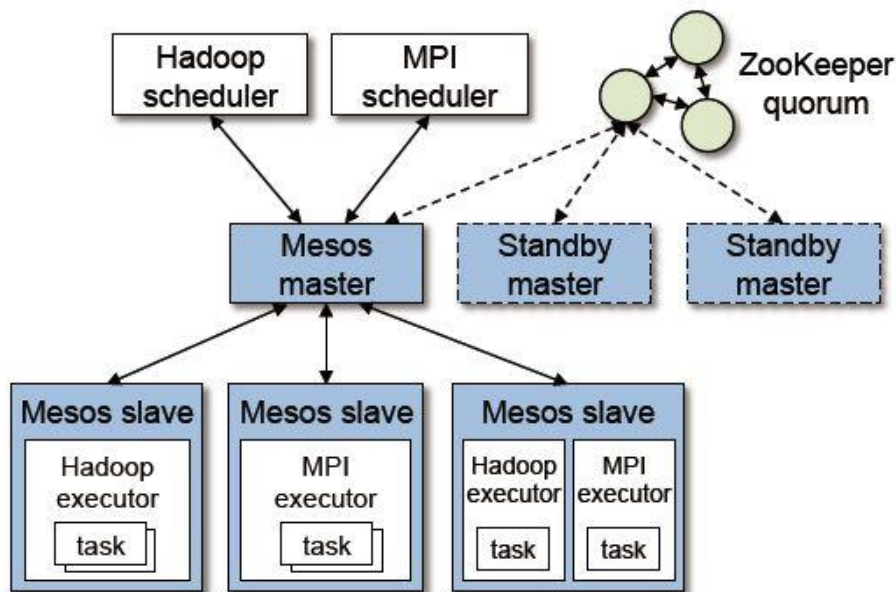 Hadoop
scheduler
MPI
scheduler
ZooKeeper
quorum
Mesos
master
Standby
master
Standby
master
Mesos slave
Hadoop
executor
task
Mesos slave
MPI
executor
task
Mesos slave
Hadoop
executor
task
MPI
executor
task